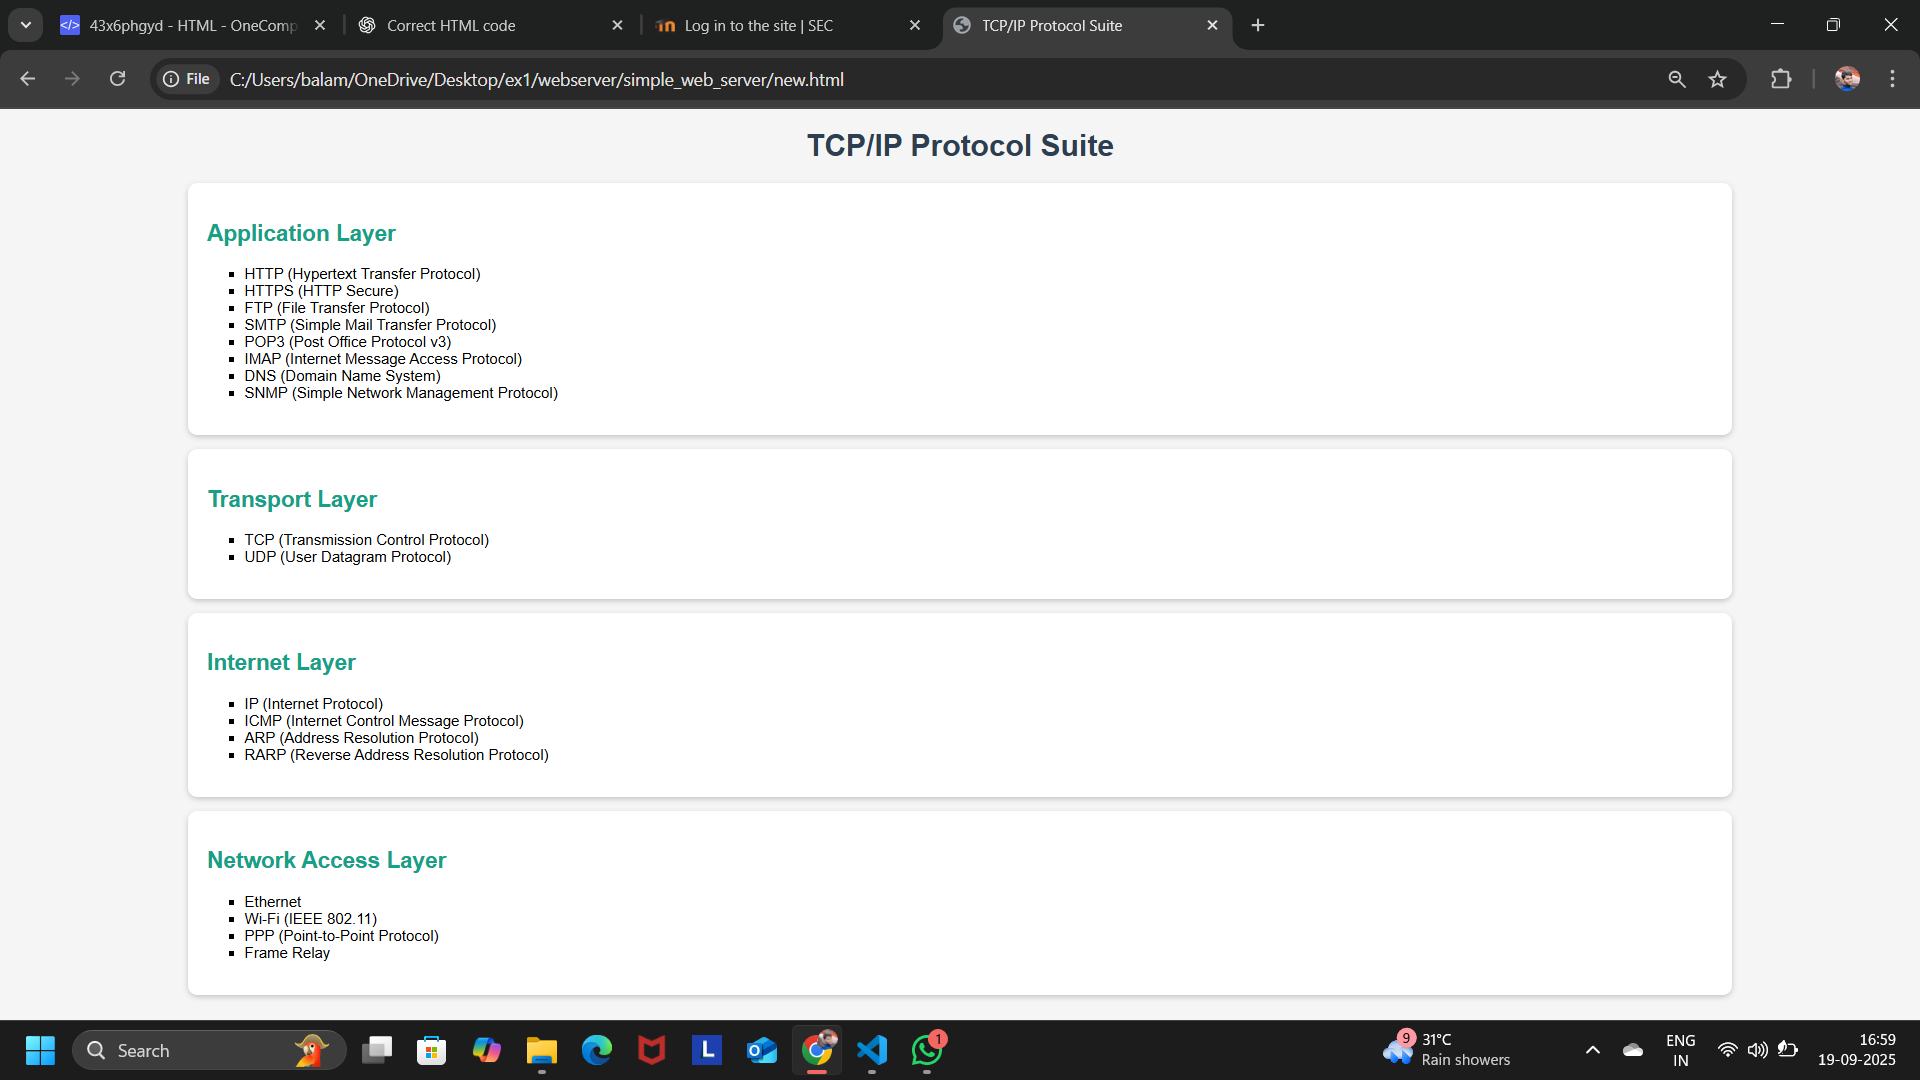 43x6phgyd - HTML - OneComp
Correct HTML code
Log in to the site | SEC
TCP/IP Protocol Suite
File
C:/Users/balam/OneDrive/Desktop/ex1/webserver/simple_web_server/new.html
TCP/IP Protocol Suite
Application Layer
HTTP (Hypertext Transfer Protocol)
HTTPS (HTTP Secure)
FTP (File Transfer Protocol)
SMTP (Simple Mail Transfer Protocol)
POP3 (Post Office Protocol v3)
IMAP (Internet Message Access Protocol)
DNS (Domain Name System)
SNMP (Simple Network Management Protocol)
Transport Layer
TCP (Transmission Control Protocol)
UDP (User Datagram Protocol)
Internet Layer
IP (Internet Protocol)
ICMP (Internet Control Message Protocol)
ARP (Address Resolution Protocol)
RARP (Reverse Address Resolution Protocol)
Network Access Layer
Ethernet
Wi-Fi (IEEE 802.11)
PPP (Point-to-Point Protocol)
Frame Relay
Search
L
1
9
31°C
Rain showers
ENG
IN
16:59
19-09-2025